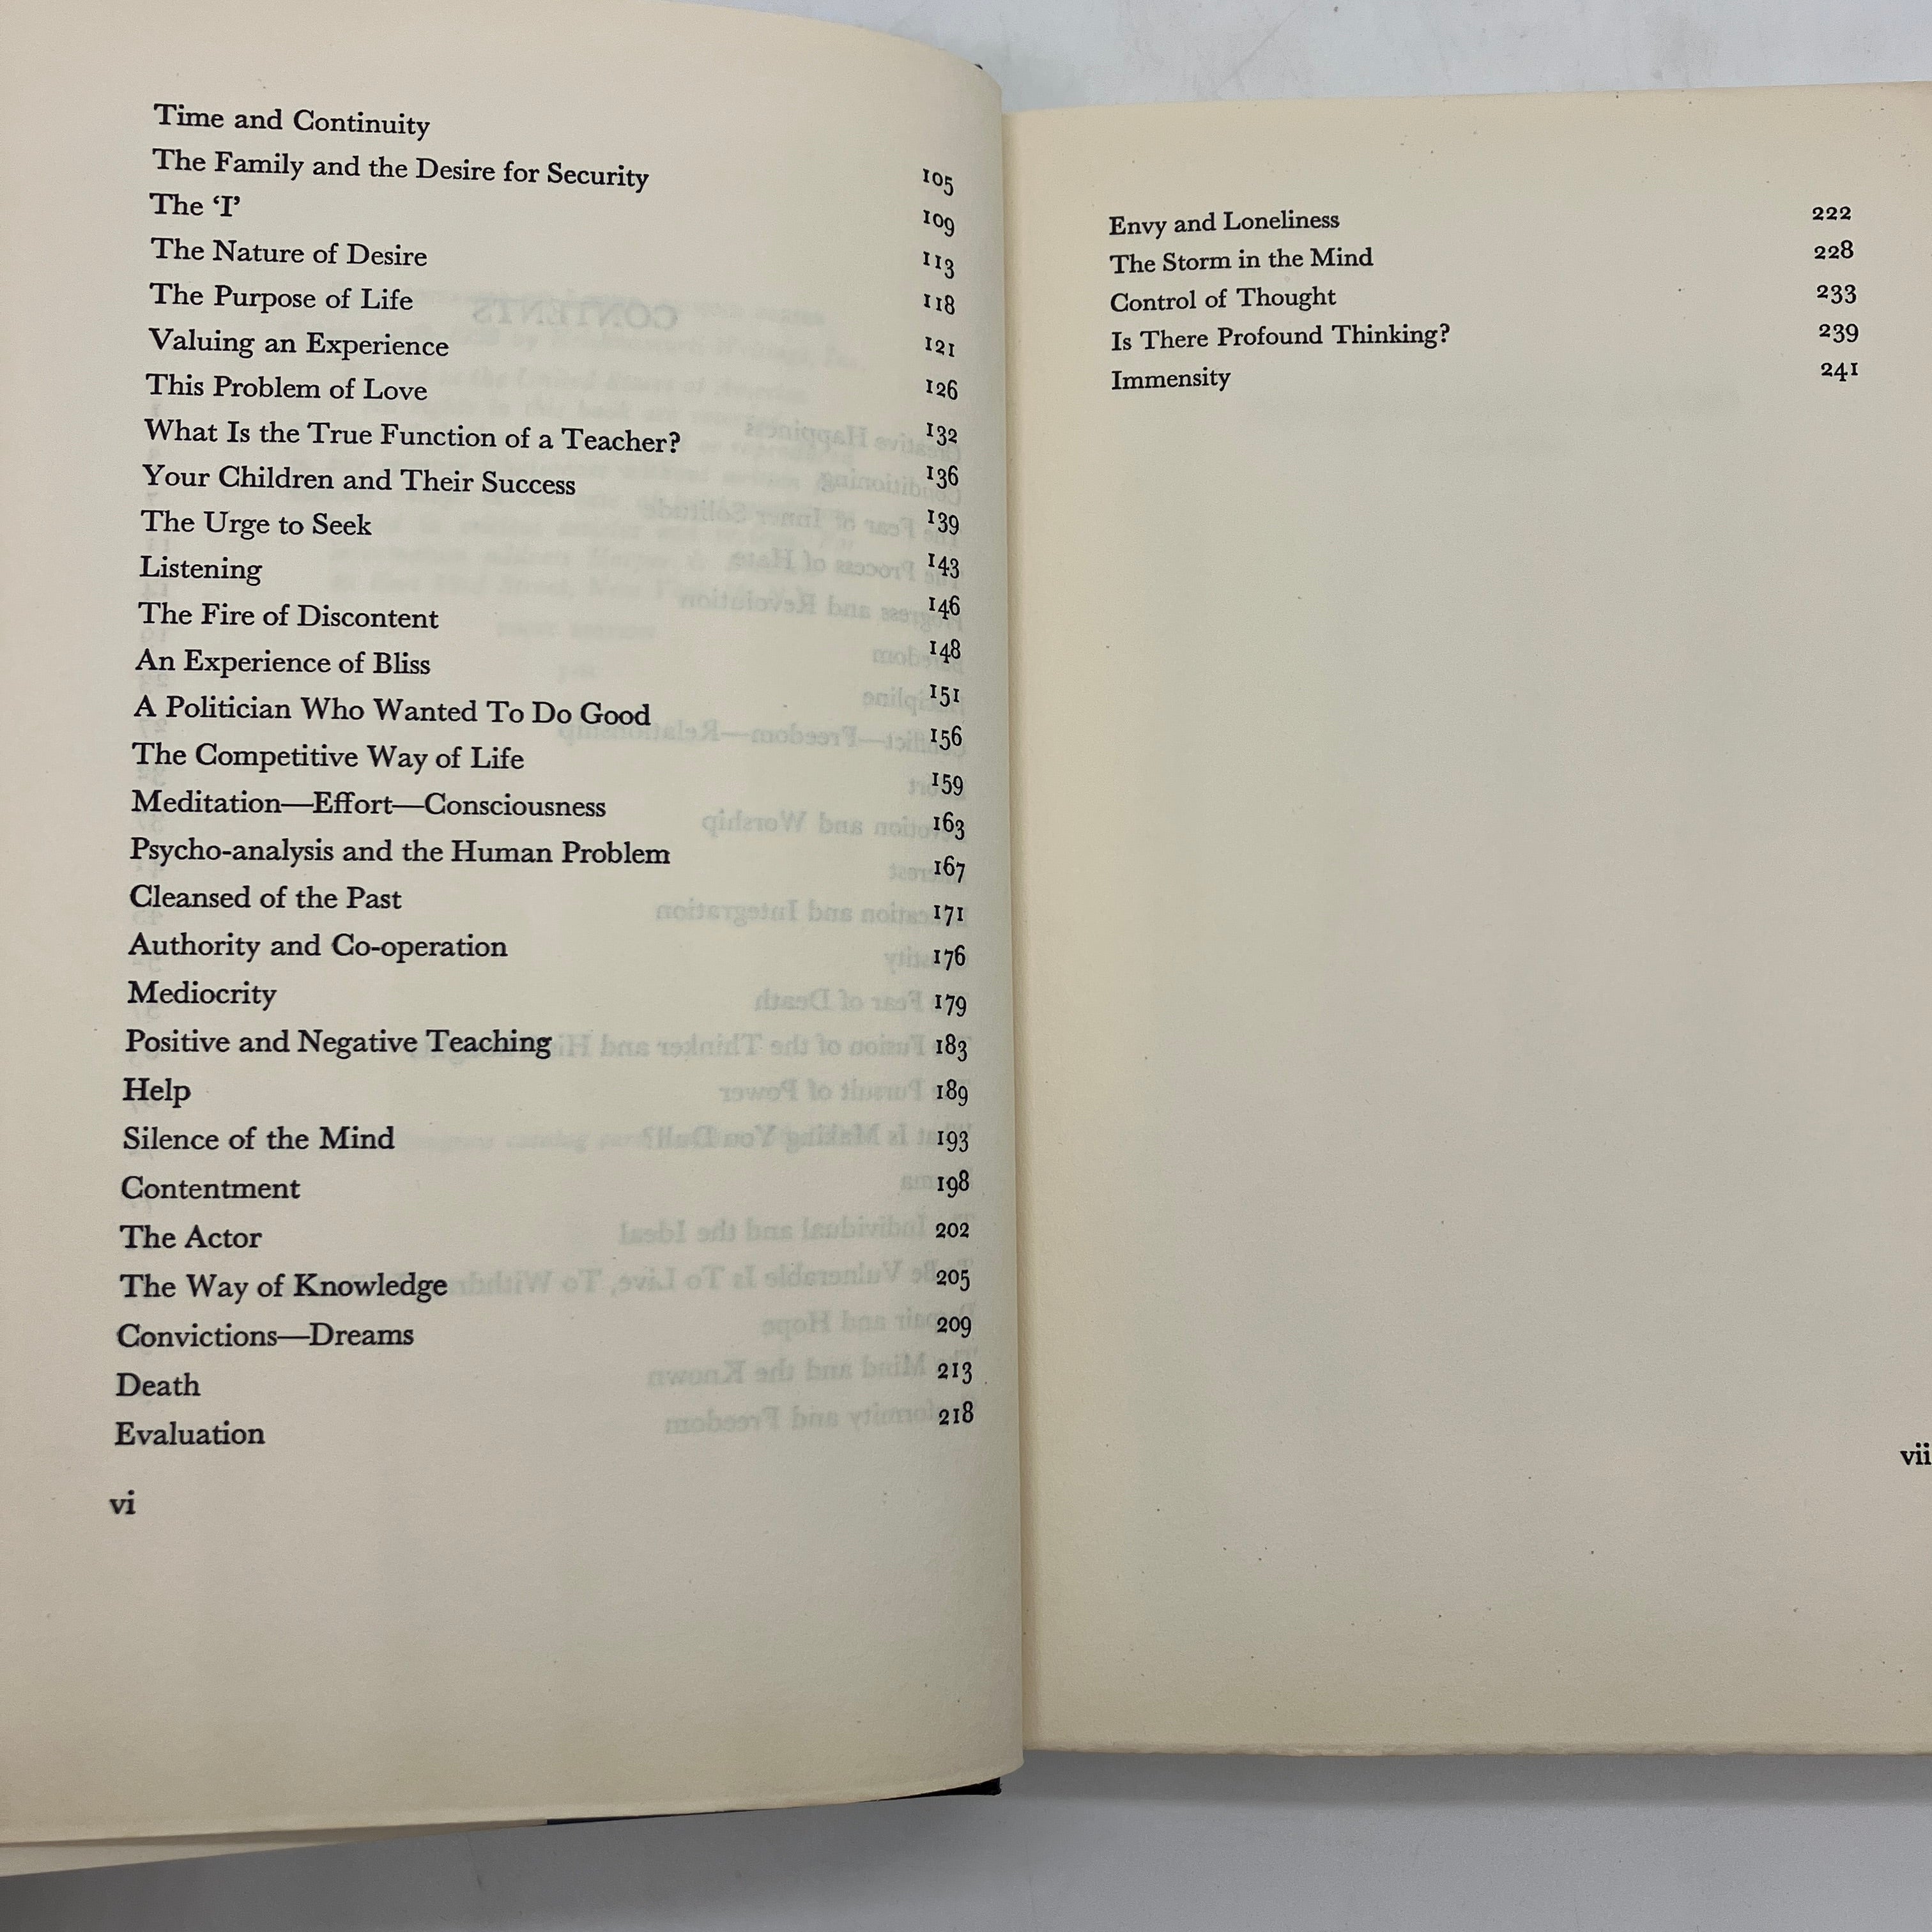 Time and Continuity 105
The Family and the Desire for Security 109
The ‘I’ 113
The Nature of Desire 118
The Purpose of Life 121
Valuing an Experience 126
This Problem of Love 132
What Is the True Function of a Teacher? 136
Your Children and Their Success 139
The Urge to Seek 143
Listening 146
The Fire of Discontent 148
An Experience of Bliss 151
A Politician Who Wanted To Do Good 156
The Competitive Way of Life 159
Meditation—Effort—Consciousness 163
Psycho-analysis and the Human Problem 167
Cleansed of the Past 171
Authority and Co-operation 176
Mediocrity 179
Positive and Negative Teaching 183
Help 189
Silence of the Mind 193
Contentment 198
The Actor 202
The Way of Knowledge 205
Convictions—Dreams 209
Death 213
Evaluation 218
vi
Envy and Loneliness 222
The Storm in the Mind 228
Control of Thought 233
Is There Profound Thinking? 239
Immensity 241
vii